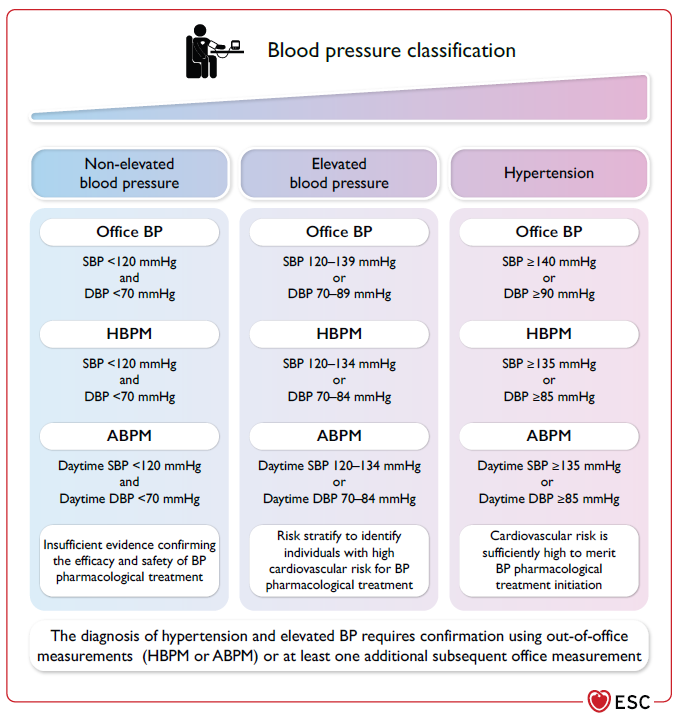 Blood pressure classification
Non-elevated
blood pressure
Office BP
SBP <120 mmHg
and
DBP <70 mmHg
HBPM
SBP <120 mmHg
and
DBP <70 mmHg
ABPM
Daytime SBP <120 mmHg
and
Daytime DBP <70 mmHg
Insufficient evidence confirming
the efficacy and safety of BP
pharmacological treatment
Elevated
blood pressure
Office BP
SBP 120–139 mmHg
or
DBP 70–89 mmHg
HBPM
SBP 120–134 mmHg
or
DBP 70–84 mmHg
ABPM
Daytime SBP 120–134 mmHg
or
Daytime DBP 70–84 mmHg
Risk stratify to identify
individuals with high
cardiovascular risk for BP
pharmacological treatment
Hypertension
Office BP
SBP ≥140 mmHg
or
DBP ≥90 mmHg
HBPM
SBP ≥135 mmHg
or
DBP ≥85 mmHg
ABPM
Daytime SBP ≥135 mmHg
or
Daytime DBP ≥85 mmHg
Cardiovascular risk is
sufficiently high to merit
BP pharmacological
treatment initiation
The diagnosis of hypertension and elevated BP requires confirmation using out-of-office
measurements (HBPM or ABPM) or at least one additional subsequent office measurement
ESC